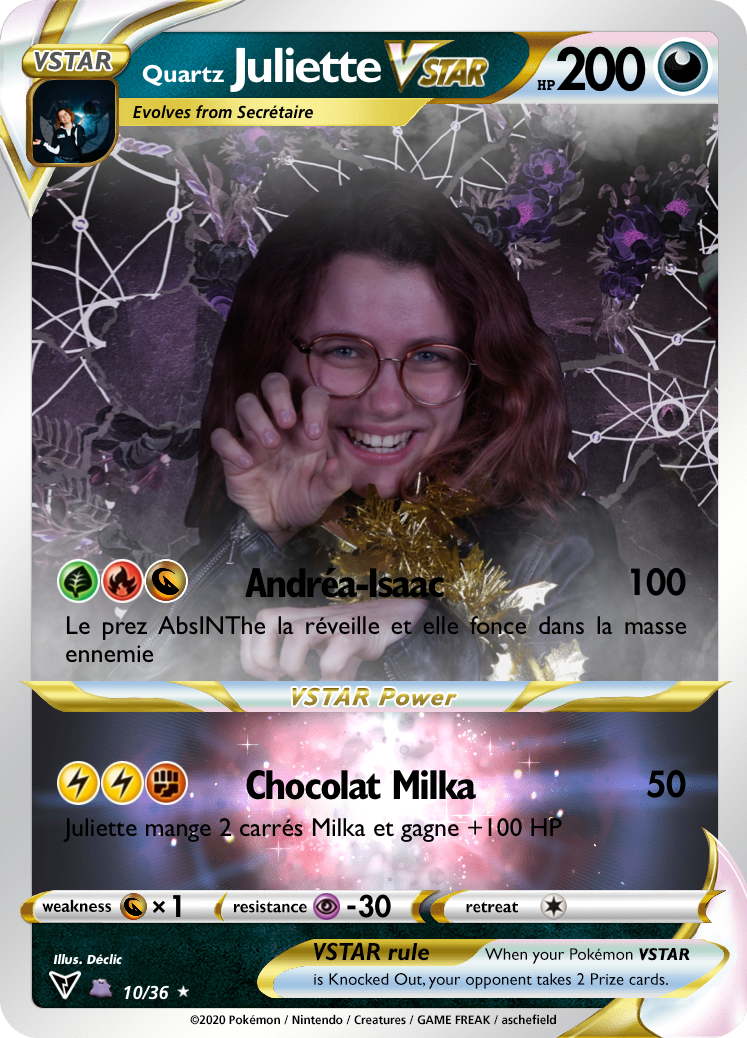 VSTAR
Quartz Juliette VSTAR
HP 200
Evolves from Secrétaire
Andréa-Isaac 100
Le prez AbsINThe la réveille et elle fonce dans la masse
ennemie
VSTAR Power
Chocolat Milka 50
Juliette mange 2 carrés Milka et gagne +100 HP
weakness ×1 resistance -30 retreat
Illus. Déclic
10/36
VSTAR rule When your Pokémon VSTAR
is Knocked Out, your opponent takes 2 Prize cards.
©2020 Pokémon / Nintendo / Creatures / GAME FREAK / aschefield